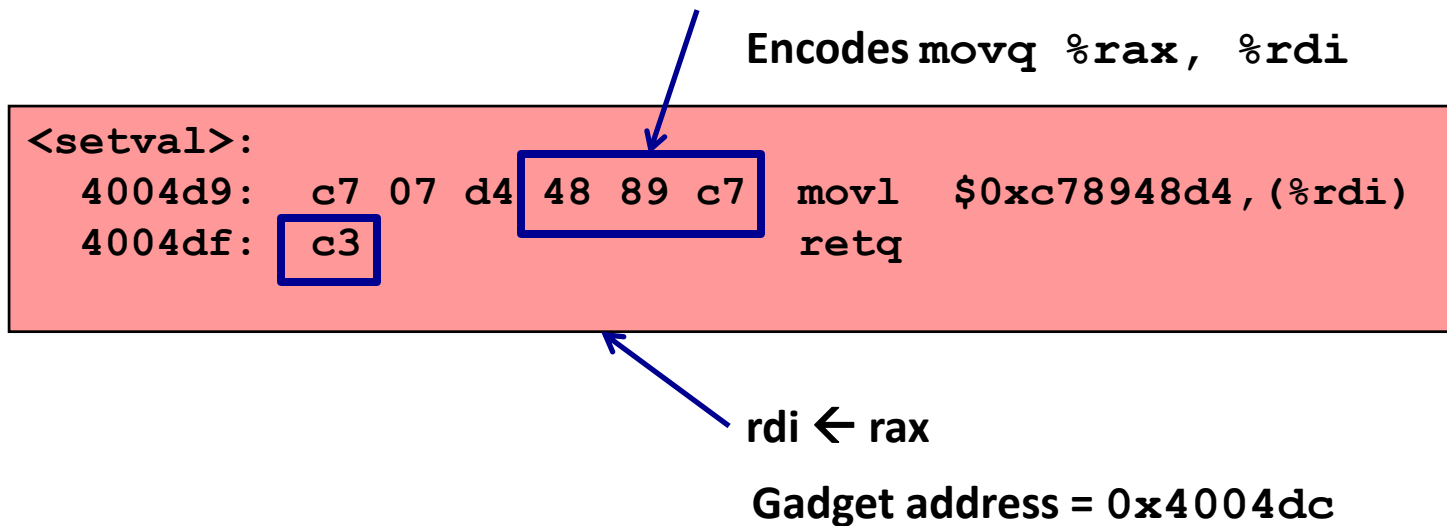 Encodes movq %rax, %rdi
<setval>:
4004d9: c7 07 d4 48 89 c7 movl $0xc78948d4,(%rdi)
4004df: c3 retq
rdi ← rax
Gadget address = 0x4004dc